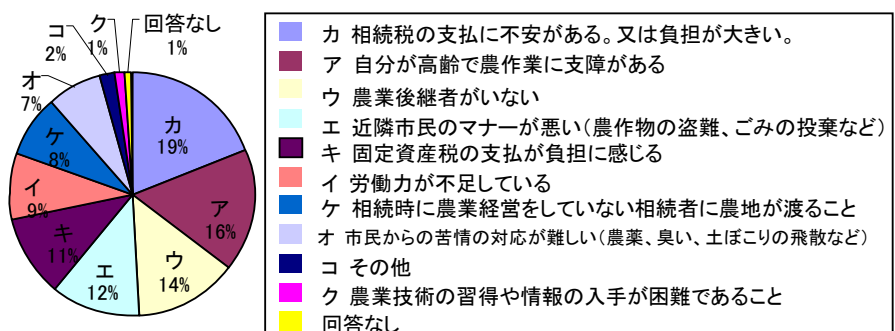 回答なし
1%
ク
1%
コ
2%
オ
7%
ケ
8%
イ
9%
キ
11%
エ
12%
ウ
14%
ア
16%
カ
19%
カ 相続税の支払に不安がある。又は負担が大きい。
ア 自分が高齢で農作業に支障がある
ウ 農業後継者がいない
エ 近隣市民のマナーが悪い(農作物の盗難、ごみの投棄など)
キ 固定資産税の支払が負担に感じる
イ 労働力が不足している
ケ 相続時に農業経営をしていない相続者に農地が渡ること
オ 市民からの苦情の対応が難しい(農薬、臭い、土ぼこりの飛散など)
コ その他
ク 農業技術の習得や情報の入手が困難であること
回答なし